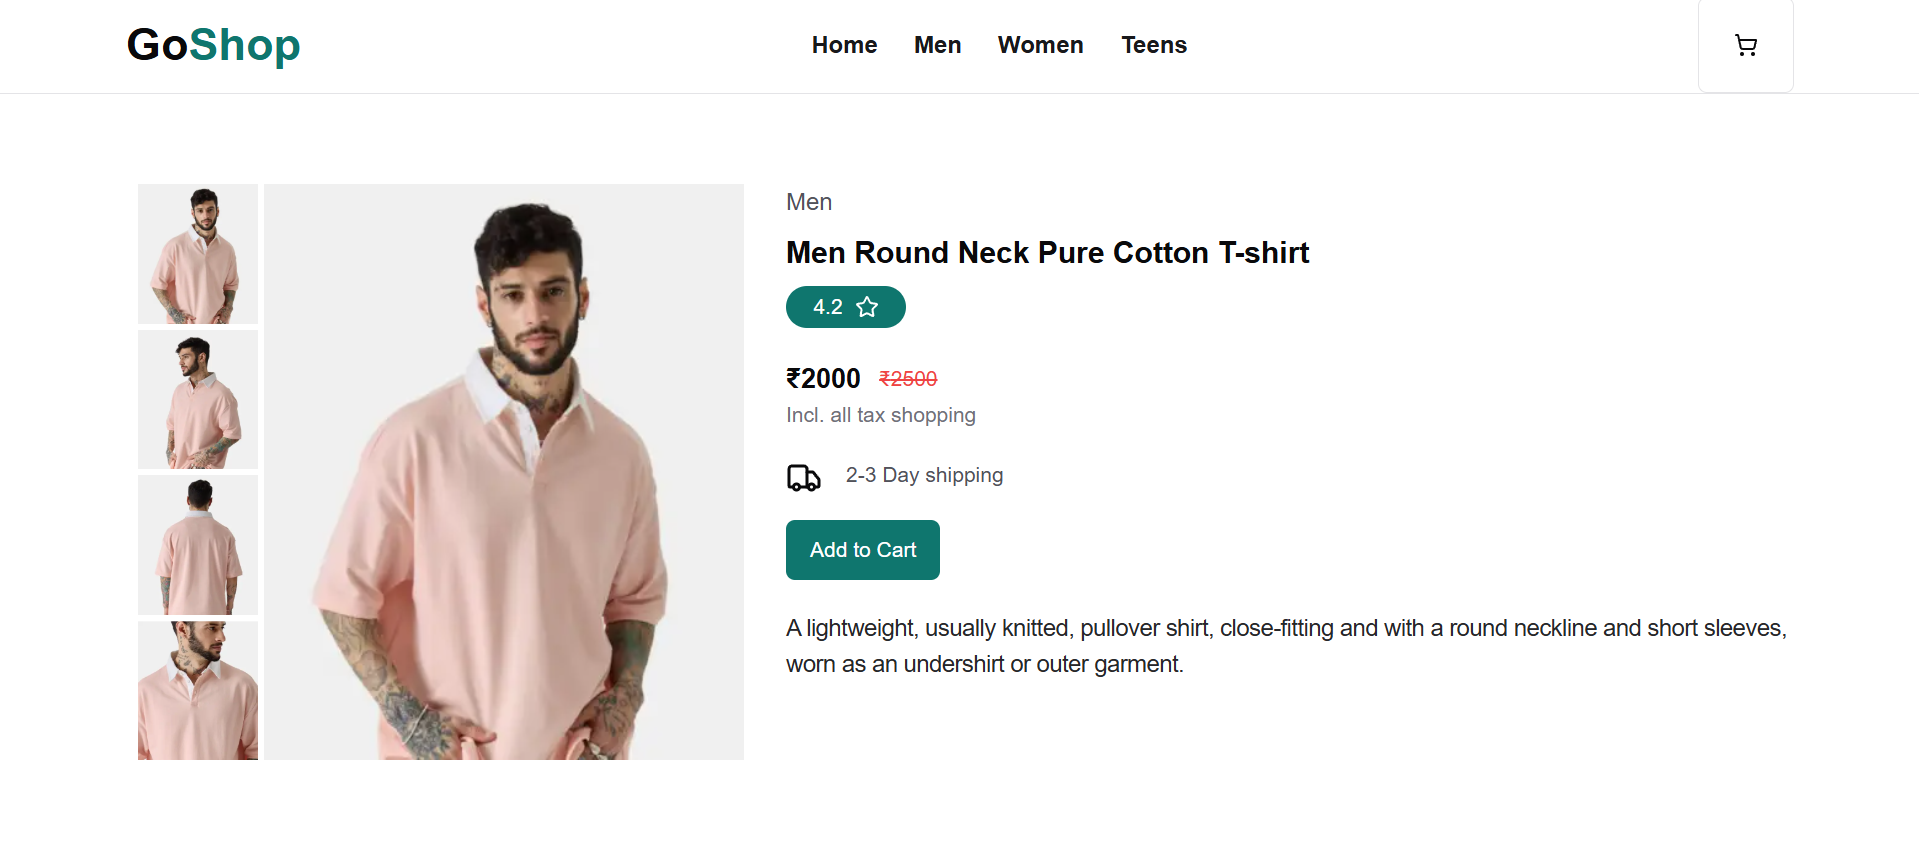 GoShop
Home Men Women Teens
Men
Men Round Neck Pure Cotton T-shirt
4.2
₹2000 ₹2500
Incl. all tax shopping
2-3 Day shipping
Add to Cart
A lightweight, usually knitted, pullover shirt, close-fitting and with a round neckline and short sleeves,
worn as an undershirt or outer garment.